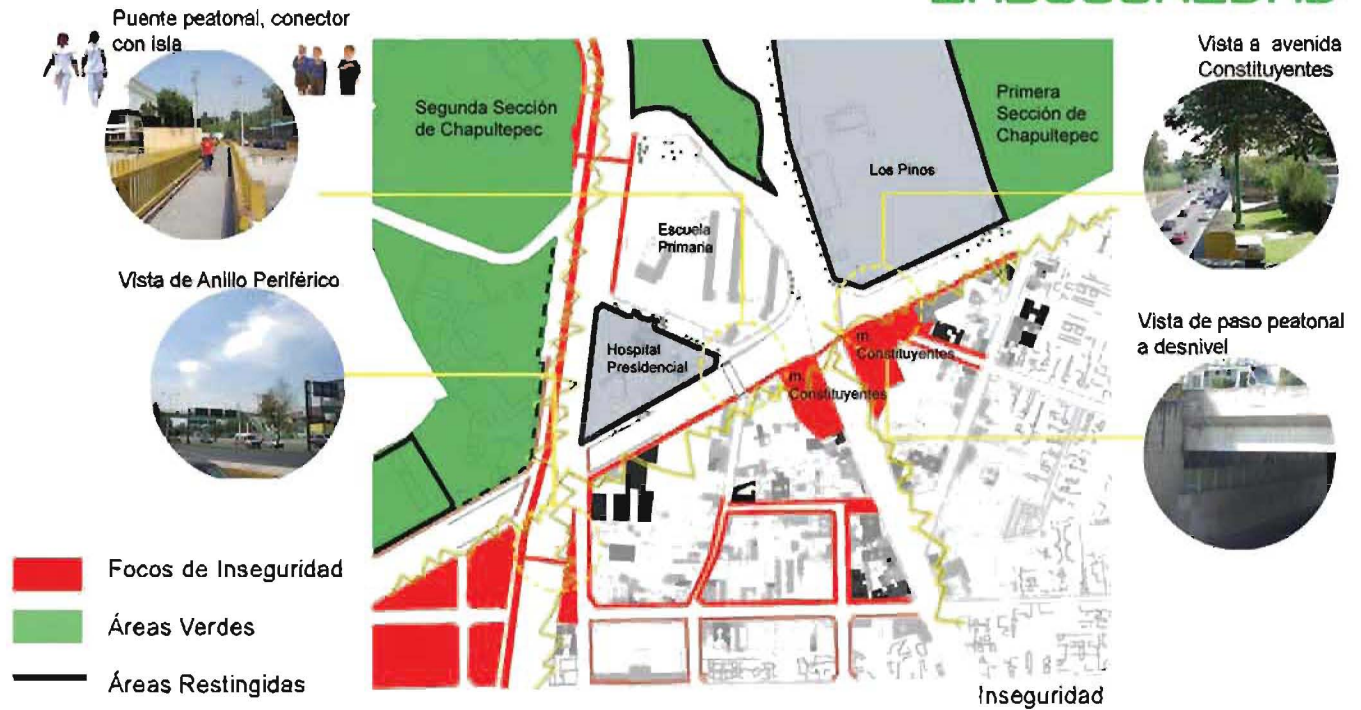 Puente peatonal, conector
con isla
Vista a avenida
Constituyentes
Segunda Sección
de Chapultepec
Primera
Sección de
Chapultepec
Los Pinos
Escuela
Primaria
Vista de Anillo Periférico
Hospital
Presidencial
m.
Constituyentes
m.
Constituyentes
Vista de paso peatonal
a desnivel
Focos de Inseguridad
Áreas Verdes
Áreas Restingidas
Inseguridad